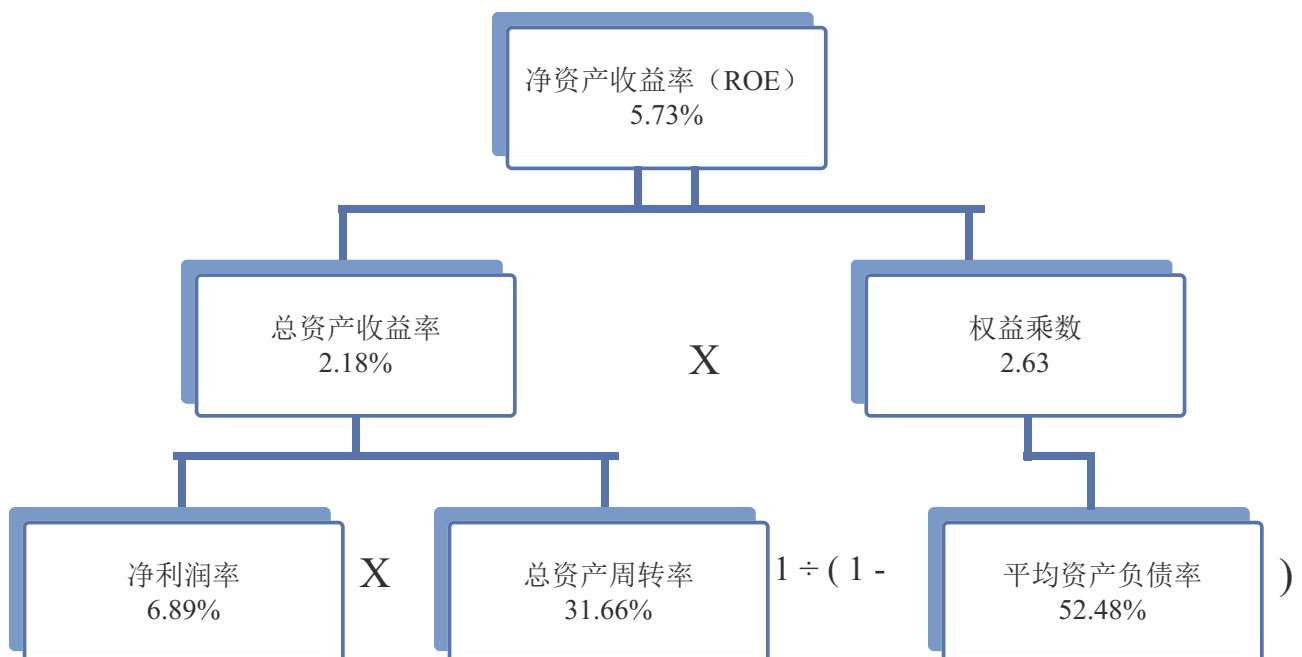 净资产收益率（ROE）
5.73%
总资产收益率
2.18%
X
权益乘数
2.63
净利润率
6.89%
X
总资产周转率
31.66%
1 ÷ ( 1 -
平均资产负债率
52.48%
)